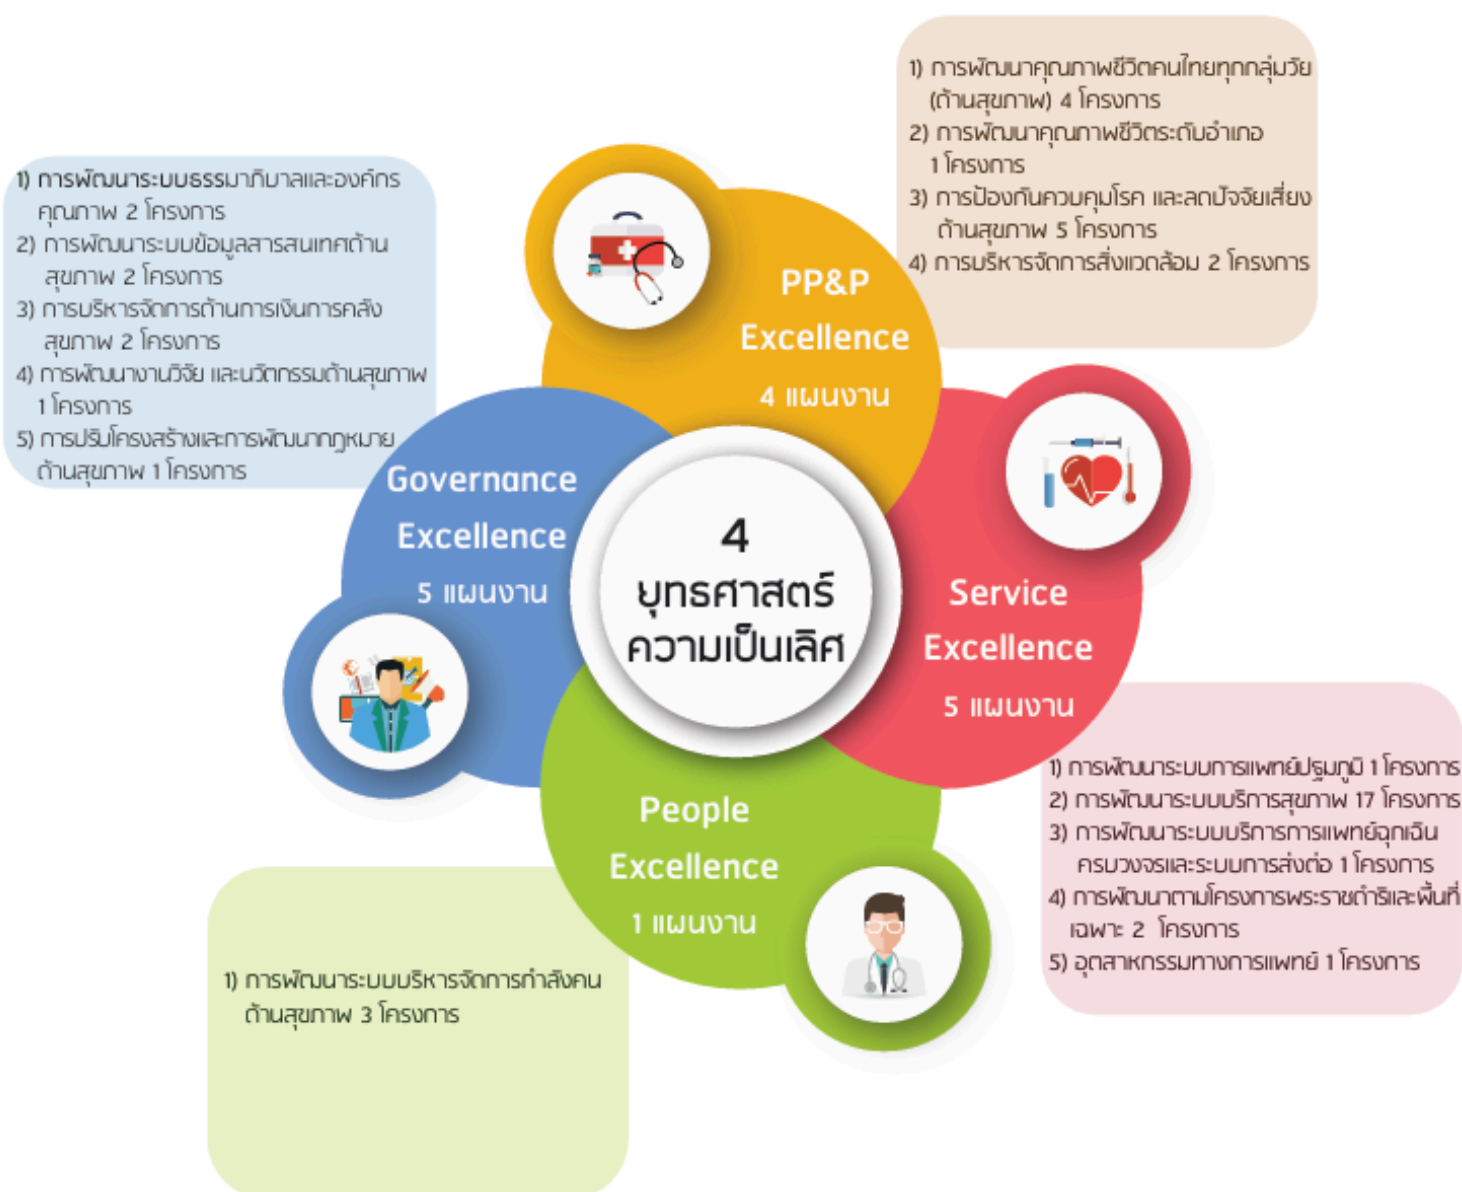 1) การพัฒนาคุณภาพชีวิตคนไทยทุกกลุ่มวัย
(ด้านสุขภาพ) 4 โครงการ
2) การพัฒนาคุณภาพชีวิตระดับอำเภอ
1 โครงการ
3) การป้องกันควบคุมโรค และลดปัจจัยเสี่ยง
ด้านสุขภาพ 5 โครงการ
4) การบริหารจัดการสิ่งแวดล้อม 2 โครงการ
1) การพัฒนาระบบธรรมาภิบาลและองค์กร
คุณภาพ 2 โครงการ
2) การพัฒนาระบบข้อมูลสารสนเทศด้าน
สุขภาพ 2 โครงการ
3) การบริหารจัดการด้านการเงินการคลัง
สุขภาพ 2 โครงการ
4) การพัฒนางานวิจัย และนวัตกรรมด้านสุขภาพ
1 โครงการ
5) การปรับโครงสร้างและการพัฒนากฎหมาย
ด้านสุขภาพ 1 โครงการ
PP&P
Excellence
4 แผนงาน
Governance
Excellence
5 แผนงาน
4
ยุทธศาสตร์
ความเป็นเลิศ
Service
Excellence
5 แผนงาน
People
Excellence
1 แผนงาน
1) การพัฒนาระบบการแพทย์ปฐมภูมิ 1 โครงการ
2) การพัฒนาระบบบริการสุขภาพ 17 โครงการ
3) การพัฒนาระบบบริการการแพทย์ฉุกเฉิน
ครบวงจรและระบบการส่งต่อ 1 โครงการ
4) การพัฒนาตามโครงการพระราชดำริและพื้นที่
เฉพาะ 2 โครงการ
5) อุตสาหกรรมทางการแพทย์ 1 โครงการ
1) การพัฒนาระบบบริหารจัดการกำลังคน
ด้านสุขภาพ 3 โครงการ